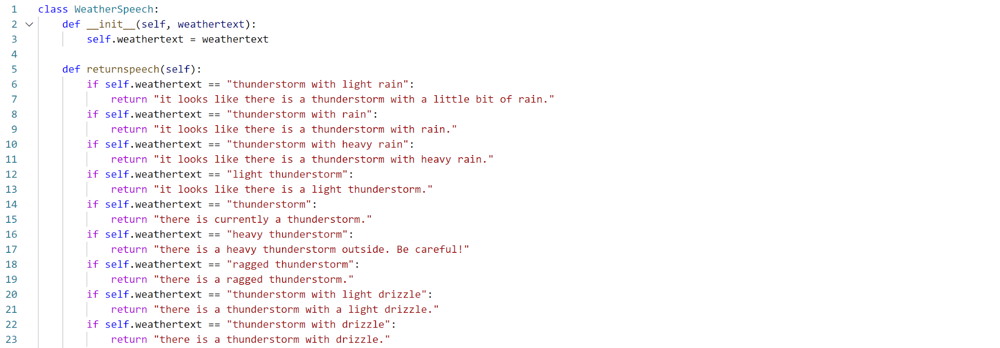 1 class WeatherSpeech:
2     def __init__(self, weathertext):
3         self.weathertext = weathertext
4
5     def returnspeech(self):
6         if self.weathertext == "thunderstorm with light rain":
7             return "it looks like there is a thunderstorm with a little bit of rain."
8         if self.weathertext == "thunderstorm with rain":
9             return "it looks like there is a thunderstorm with rain."
10         if self.weathertext == "thunderstorm with heavy rain":
11             return "it looks like there is a thunderstorm with heavy rain."
12         if self.weathertext == "light thunderstorm":
13             return "it looks like there is a light thunderstorm."
14         if self.weathertext == "thunderstorm":
15             return "there is currently a thunderstorm."
16         if self.weathertext == "heavy thunderstorm":
17             return "there is a heavy thunderstorm outside. Be careful!"
18         if self.weathertext == "ragged thunderstorm":
19             return "there is a ragged thunderstorm."
20         if self.weathertext == "thunderstorm with light drizzle":
21             return "there is a thunderstorm with a light drizzle."
22         if self.weathertext == "thunderstorm with drizzle":
23             return "there is a thunderstorm with drizzle."